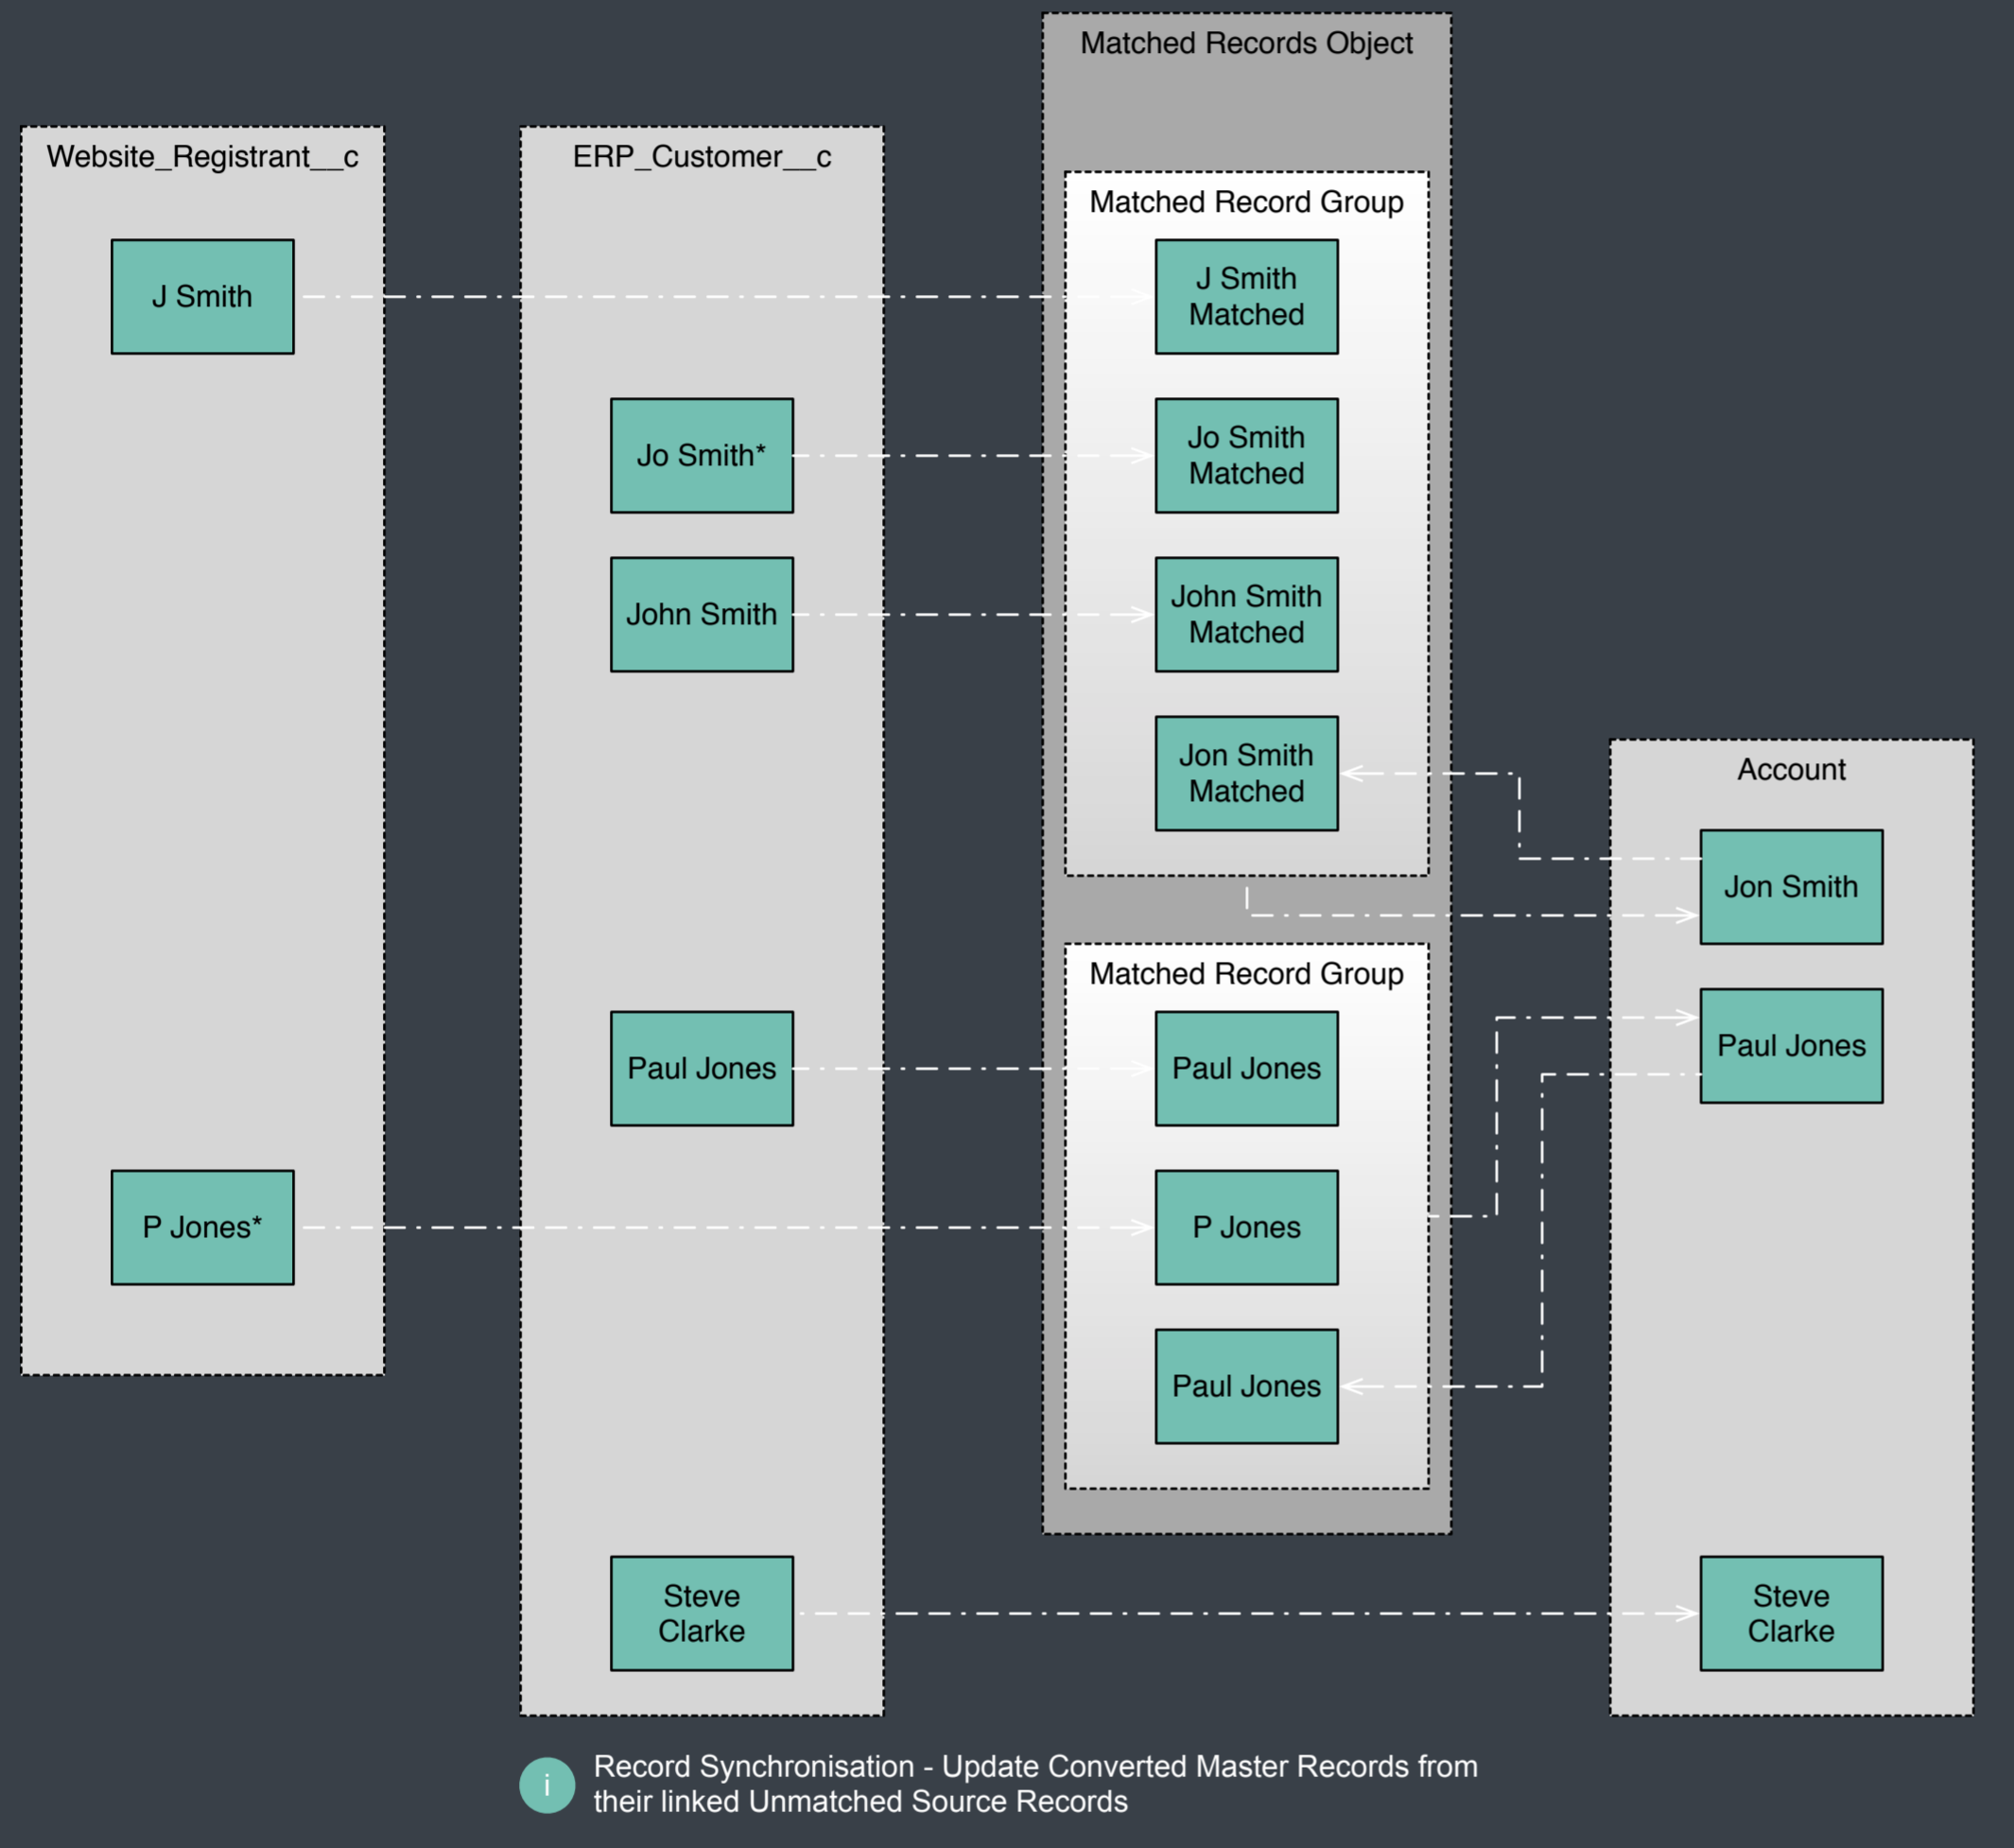 Matched Records Object
Website_Registrant__c
ERP_Customer__c
Matched Record Group
J Smith
J Smith
Matched
Jo Smith*
Jo Smith
Matched
John Smith
John Smith
Matched
Jon Smith
Matched
Account
Jon Smith
Matched Record Group
Paul Jones
Paul Jones
Paul Jones
P Jones*
P Jones
Paul Jones
Steve
Clarke
Steve
Clarke
i
Record Synchronisation - Update Converted Master Records from
their linked Unmatched Source Records